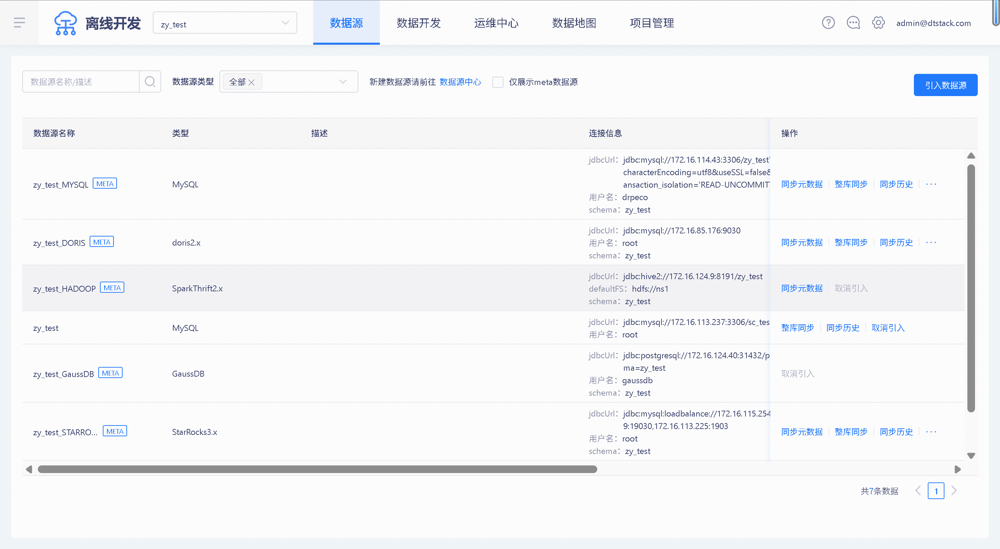 离线开发
zy_test
数据源
数据开发
运维中心
数据地图
项目管理
admin@dtstack.com
数据源名称/描述
数据源类型
全部
新建数据源请前往 数据源中心
仅展示meta数据源
引入数据源
数据源名称 类型 描述 连接信息 操作
zy_test_MYSQL META
MySQL
jdbcUrl：jdbc:mysql://172.16.114.43:3306/zy_test?
characterEncoding=utf8&useSSL=false&
ansaction_isolation='READ-UNCOMMIT
用户名：drpeco
schema：zy_test
同步元数据 整库同步 同步历史 ···
zy_test_DORIS META
doris2.x
jdbcUrl：jdbc:mysql://172.16.85.176:9030
用户名：root
schema：zy_test
同步元数据 整库同步 同步历史 ···
zy_test_HADOOP META
SparkThrift2.x
jdbcUrl：jdbc:hive2://172.16.124.9:8191/zy_test
defaultFS：hdfs://ns1
schema：zy_test
同步元数据 取消引入
zy_test
MySQL
jdbcUrl：jdbc:mysql://172.16.113.237:3306/sc_tes
用户名：root
整库同步 同步历史 取消引入
zy_test_GaussDB META
GaussDB
jdbcUrl：jdbc:postgresql://172.16.124.40:31432/p
ma=zy_test
用户名：gaussdb
schema：zy_test
取消引入
zy_test_STARRO... META
StarRocks3.x
jdbcUrl：jdbc:mysql:loadbalance://172.16.115.254
9:19030,172.16.113.225:1903
用户名：root
schema：zy_test
同步元数据 整库同步 同步历史 ···
共7条数据
1